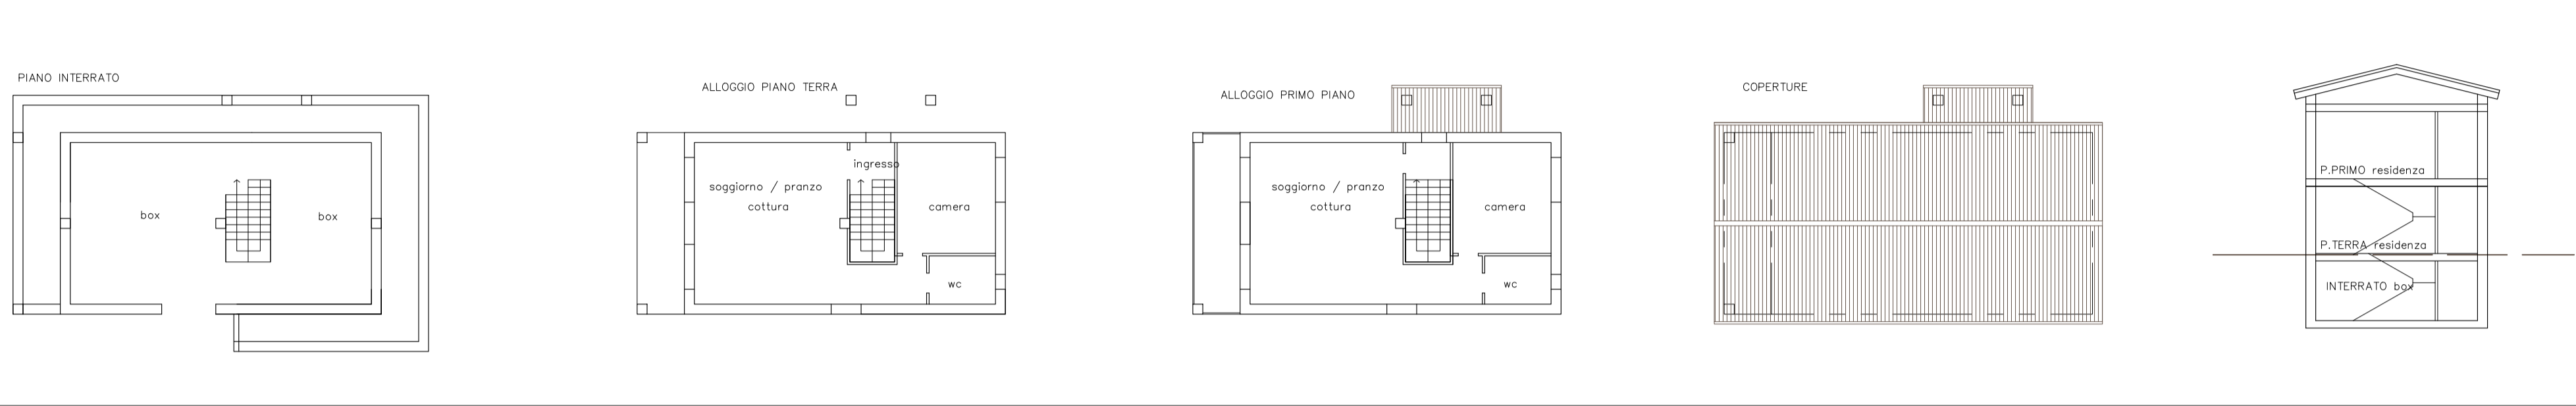 PIANO INTERRATO
box
box
ALLOGGIO PIANO TERRA
ingresso
soggiorno / pranzo
cottura
camera
wc
ALLOGGIO PRIMO PIANO
soggiorno / pranzo
cottura
camera
wc
COPERTURE
P.PRIMO residenza
P.TERRA residenza
INTERRATO box